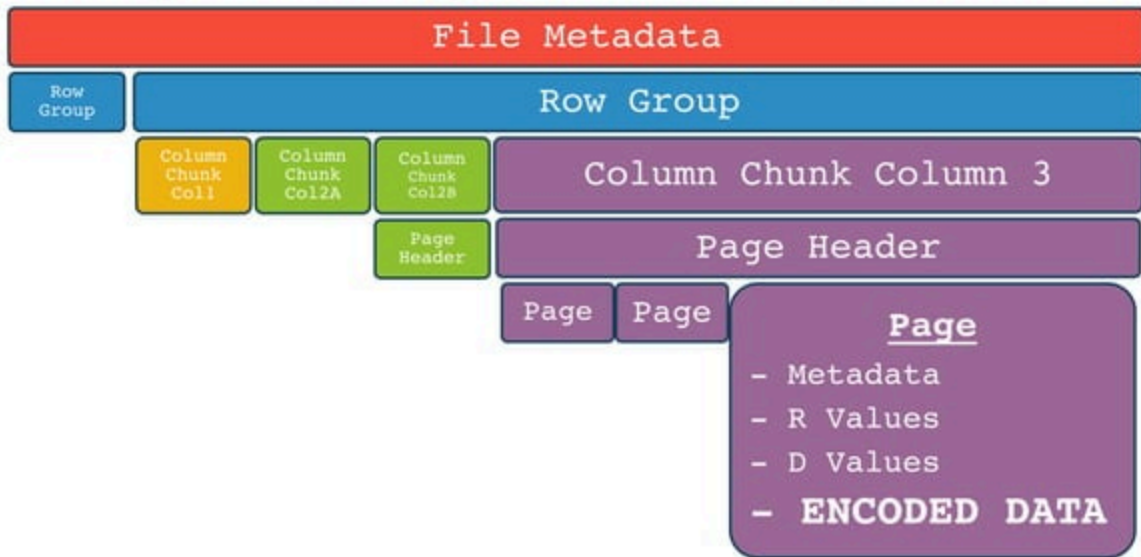 File Metadata
Row
Group
Row Group
Column
Chunk
Col1
Column
Chunk
Col2A
Column
Chunk
Col2B
Column Chunk Column 3
Page
Header
Page Header
Page
Page
Page
- Metadata
- R Values
- D Values
- ENCODED DATA